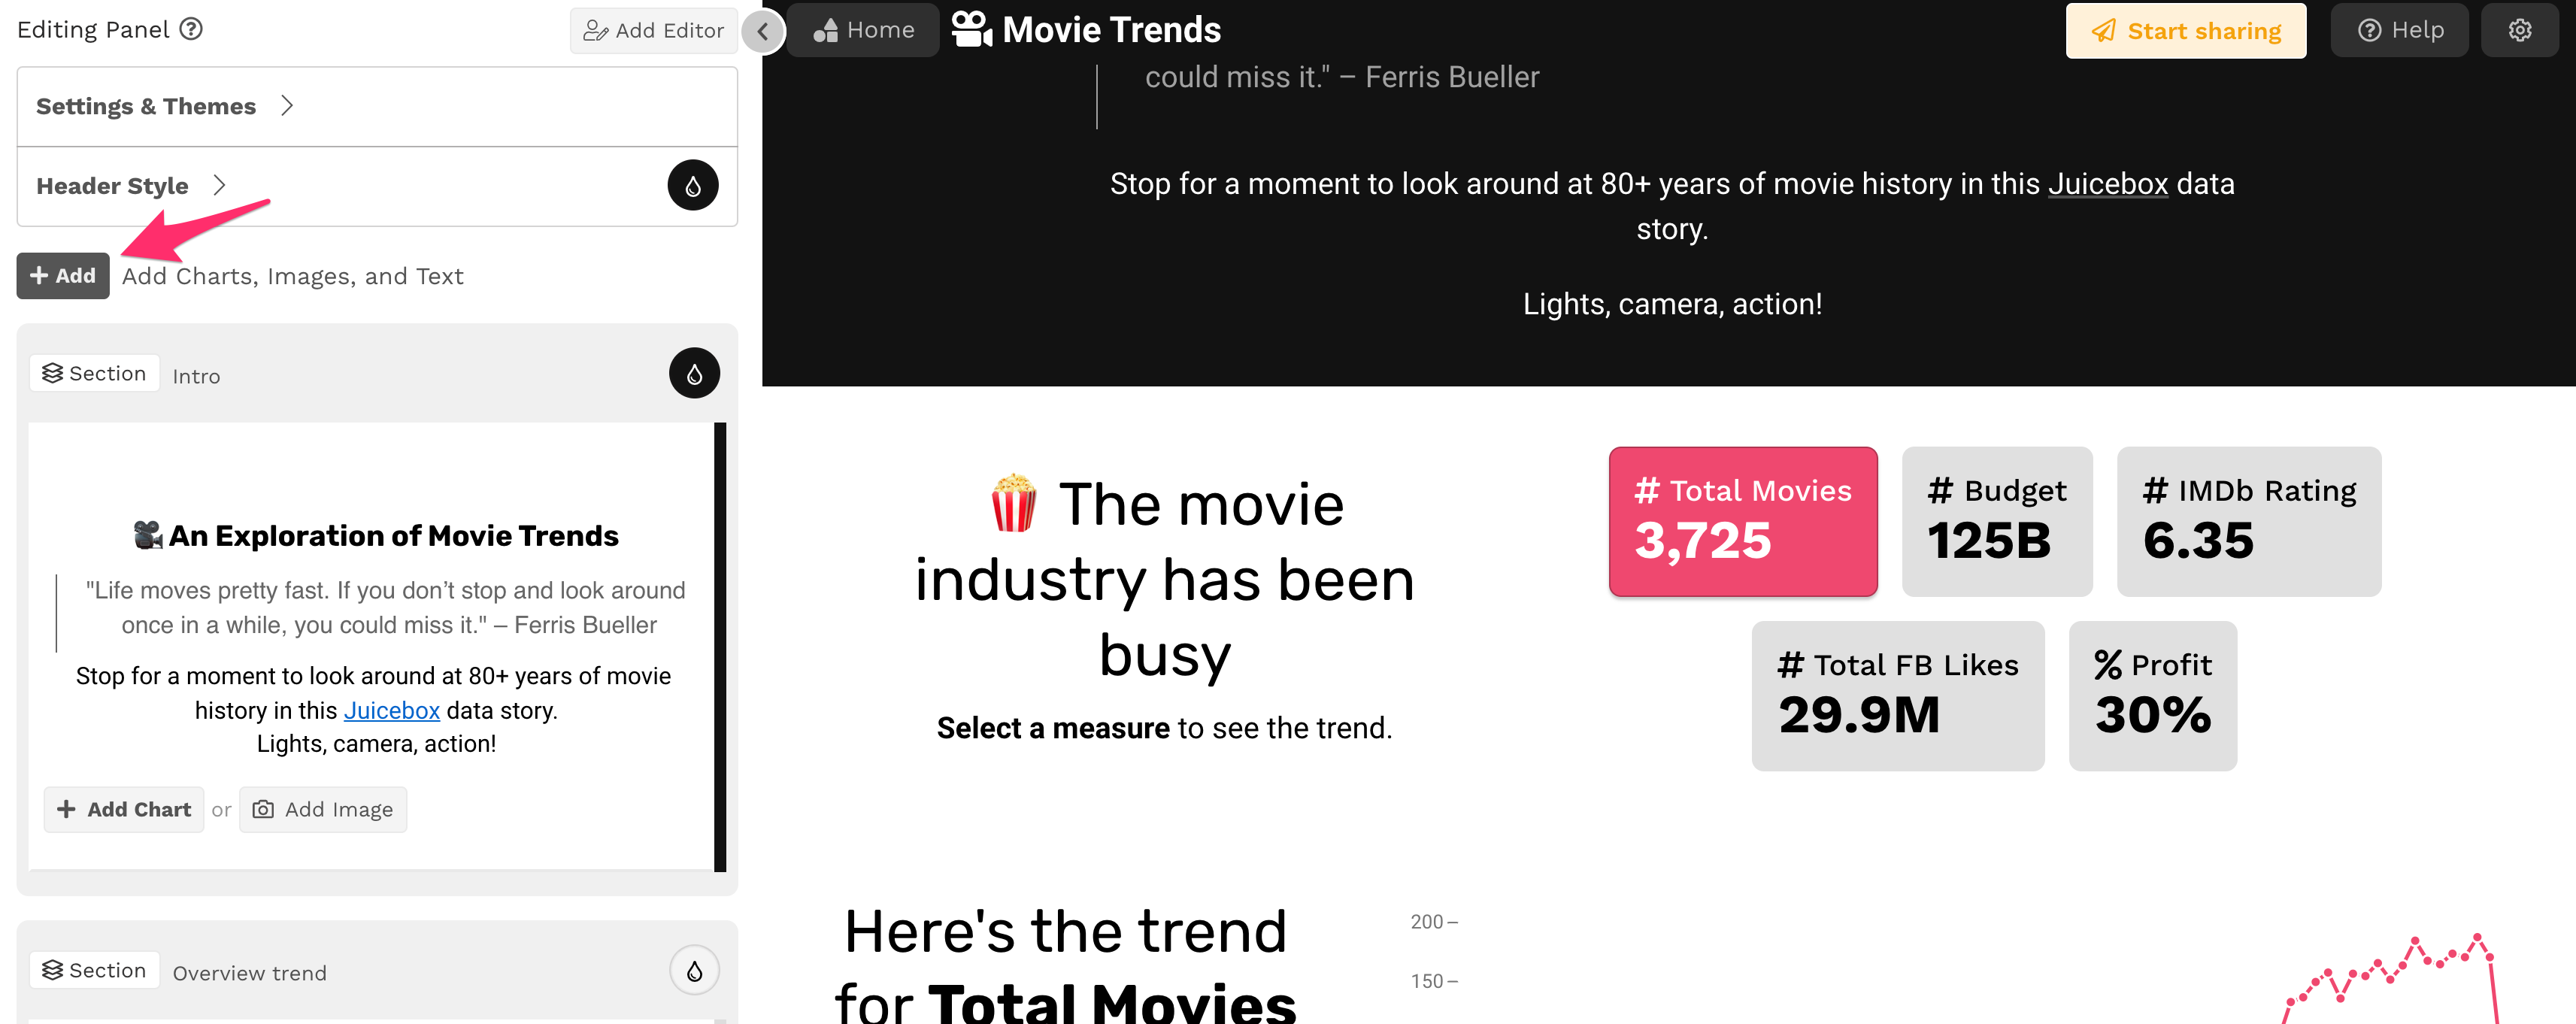 Editing Panel
Add Editor
Settings & Themes
Header Style
+ Add Add Charts, Images, and Text
Section Intro
🎥 An Exploration of Movie Trends
"Life moves pretty fast. If you don’t stop and look around
once in a while, you could miss it." – Ferris Bueller
Stop for a moment to look around at 80+ years of movie
history in this Juicebox data story.
Lights, camera, action!
+ Add Chart or Add Image
Section Overview trend
Home Movie Trends
Start sharing
Help
could miss it." – Ferris Bueller
Stop for a moment to look around at 80+ years of movie history in this Juicebox data
story.
Lights, camera, action!
🍿 The movie
industry has been
busy
Select a measure to see the trend.
# Total Movies
3,725
# Budget
125B
# IMDb Rating
6.35
# Total FB Likes
29.9M
% Profit
30%
Here's the trend
for Total Movies
200
150